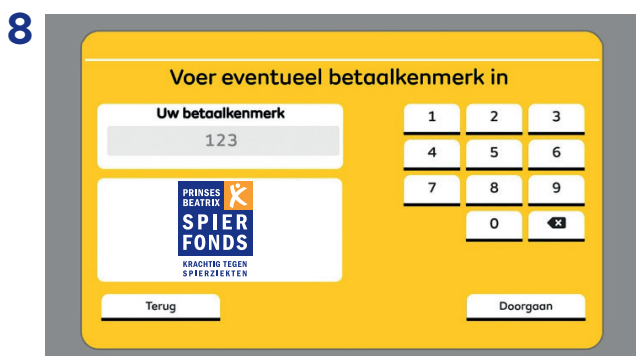 8
Voer eventueel betaalkenmerk in
Uw betaalkenmerk
123
1 2 3
4 5 6
7 8 9
0
PRINSES
BEATRIX
SPIER
FONDS
KRACHTIG TEGEN
SPIERZIEKTEN
Terug
Doorgaan